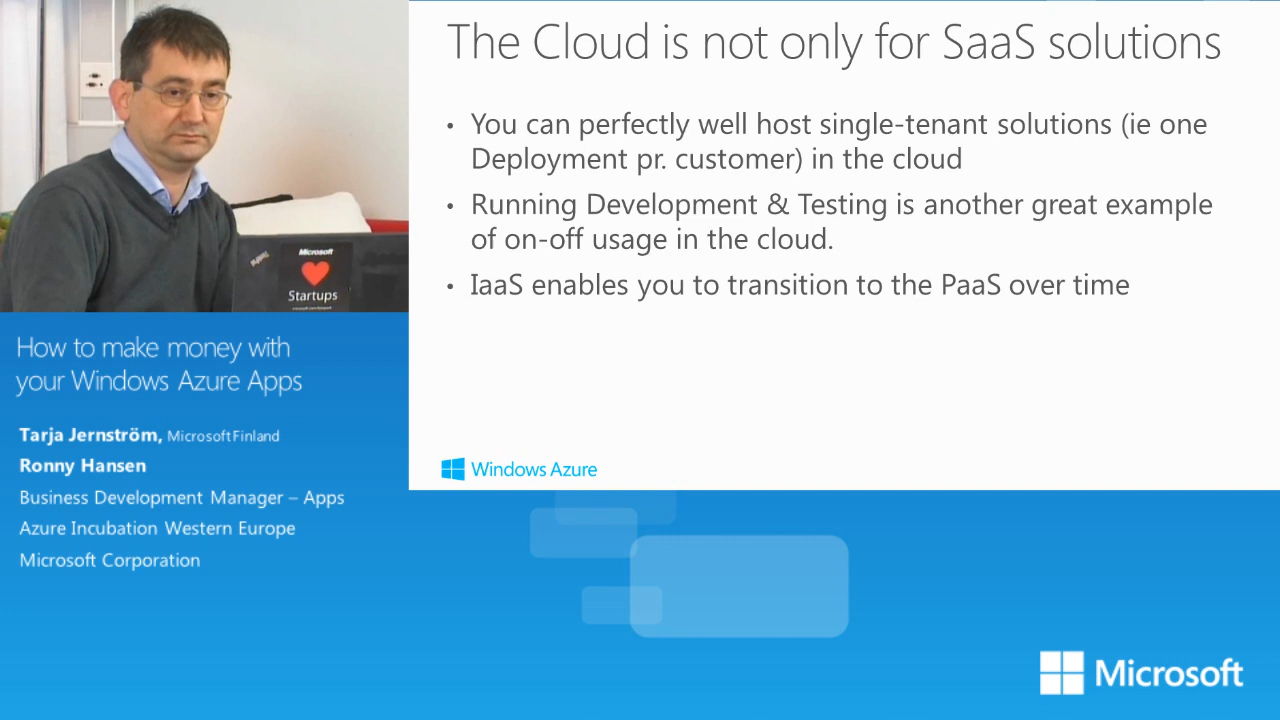 The Cloud is not only for SaaS solutions
• You can perfectly well host single-tenant solutions (ie one
Deployment pr. customer) in the cloud
• Running Development & Testing is another great example
of on-off usage in the cloud.
• IaaS enables you to transition to the PaaS over time
Windows Azure
Microsoft
Startups
How to make money with
your Windows Azure Apps
Tarja Jernström, Microsoft Finland
Ronny Hansen
Business Development Manager – Apps
Azure Incubation Western Europe
Microsoft Corporation
Microsoft